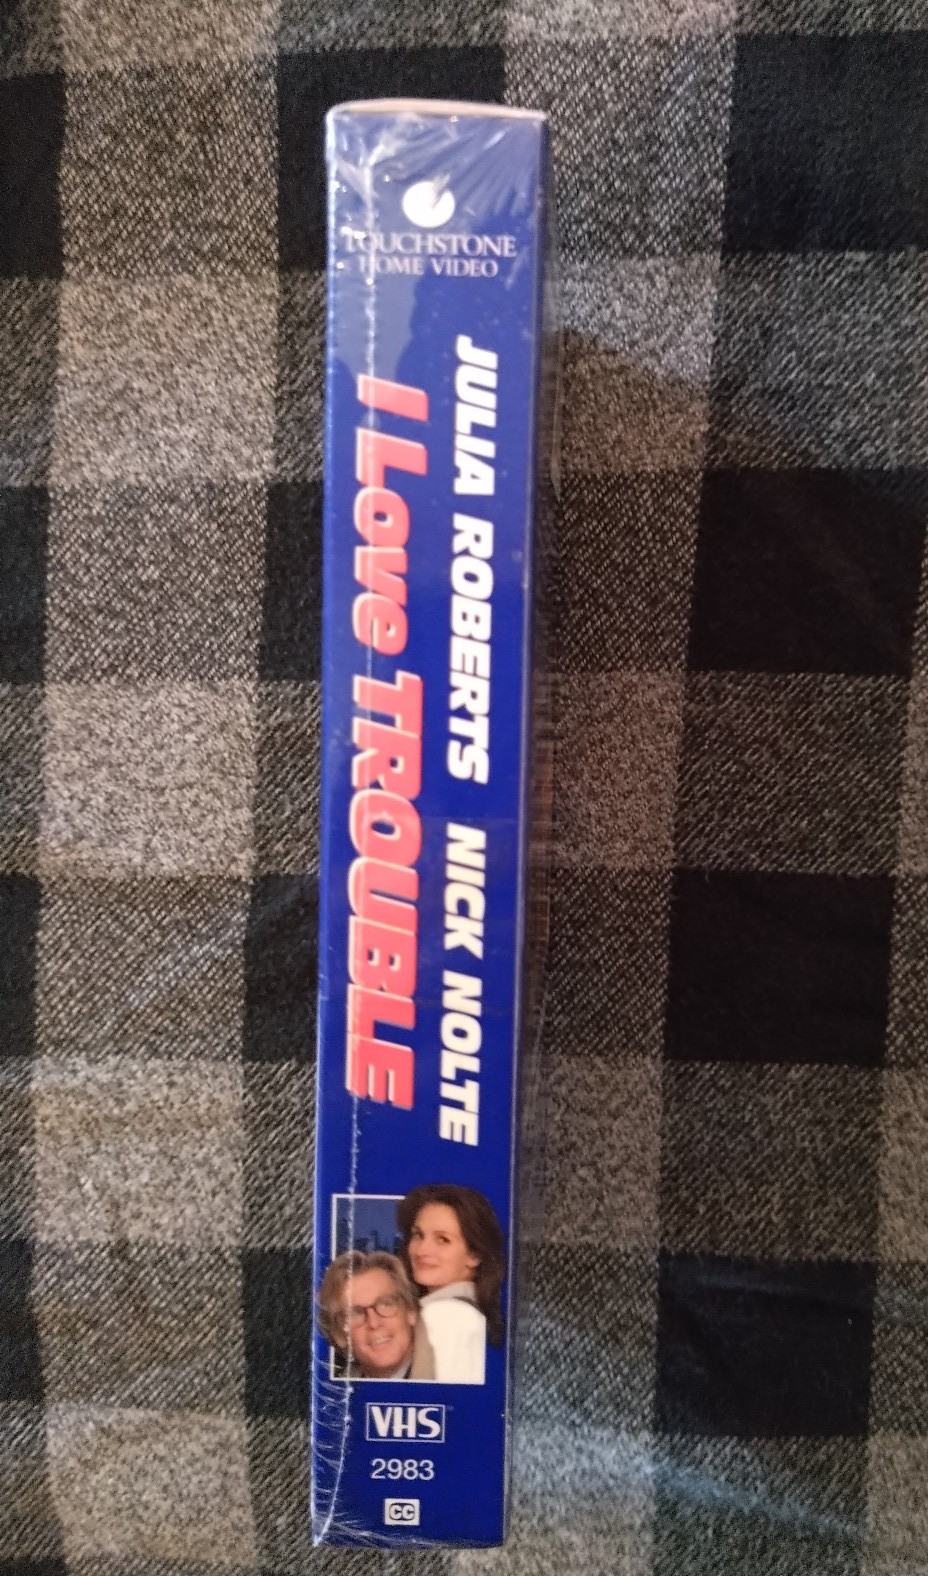 TOUCHSTONE
HOME VIDEO
JULIA ROBERTS NICK NOLTE
I Love TROUBLE
VHS
2983
CC